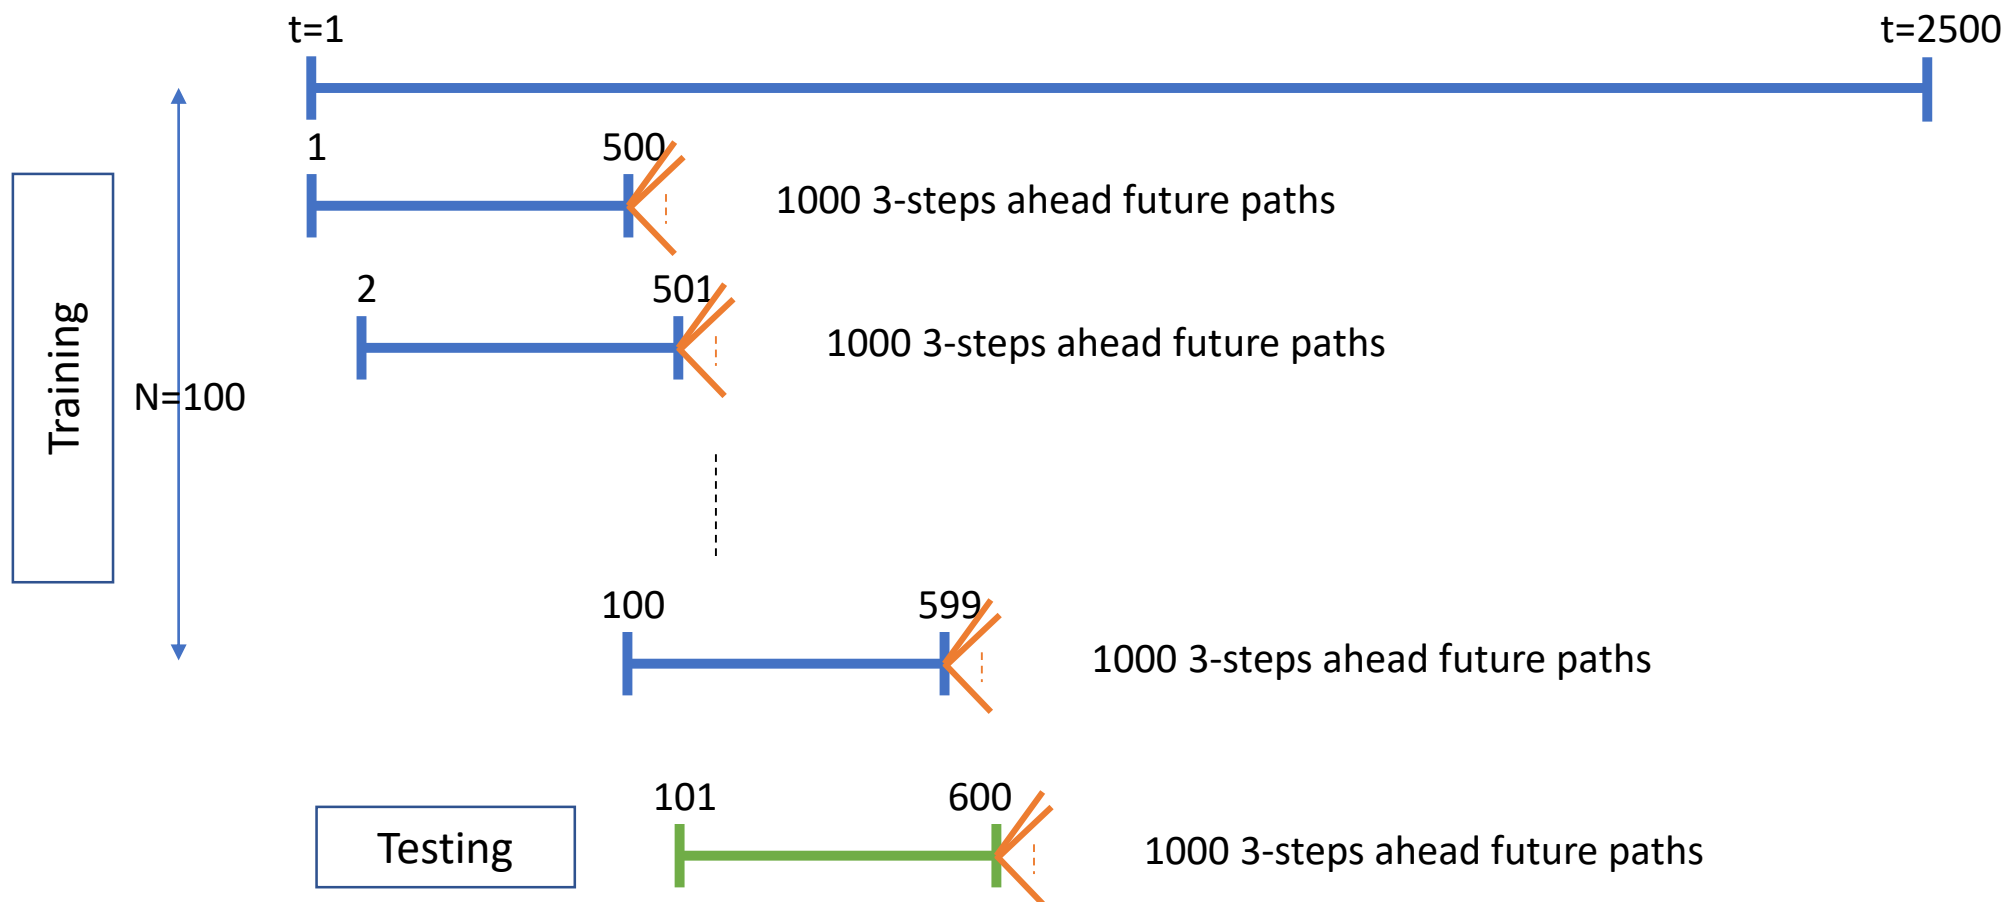 t=1
t=2500
1
500
1000 3-steps ahead future paths
2
501
1000 3-steps ahead future paths
Training
N=100
100
599
1000 3-steps ahead future paths
101
600
Testing
1000 3-steps ahead future paths